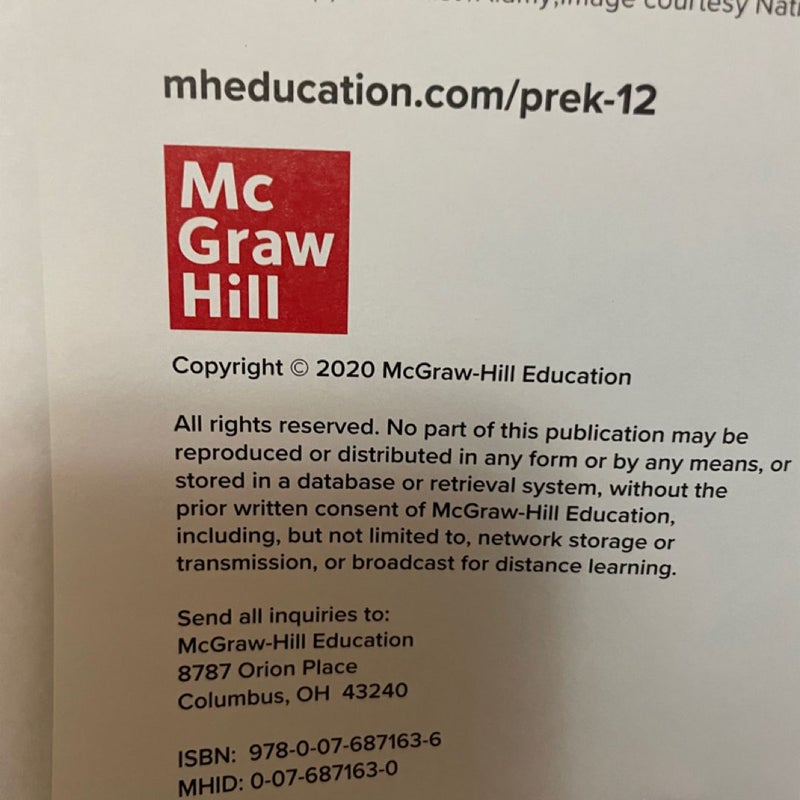 image courtesy Nati
mheducation.com/prek-12
Mc
Graw
Hill
Copyright © 2020 McGraw-Hill Education
All rights reserved. No part of this publication may be
reproduced or distributed in any form or by any means, or
stored in a database or retrieval system, without the
prior written consent of McGraw-Hill Education,
including, but not limited to, network storage or
transmission, or broadcast for distance learning.
Send all inquiries to:
McGraw-Hill Education
8787 Orion Place
Columbus, OH 43240
ISBN: 978-0-07-687163-6
MHID: 0-07-687163-0